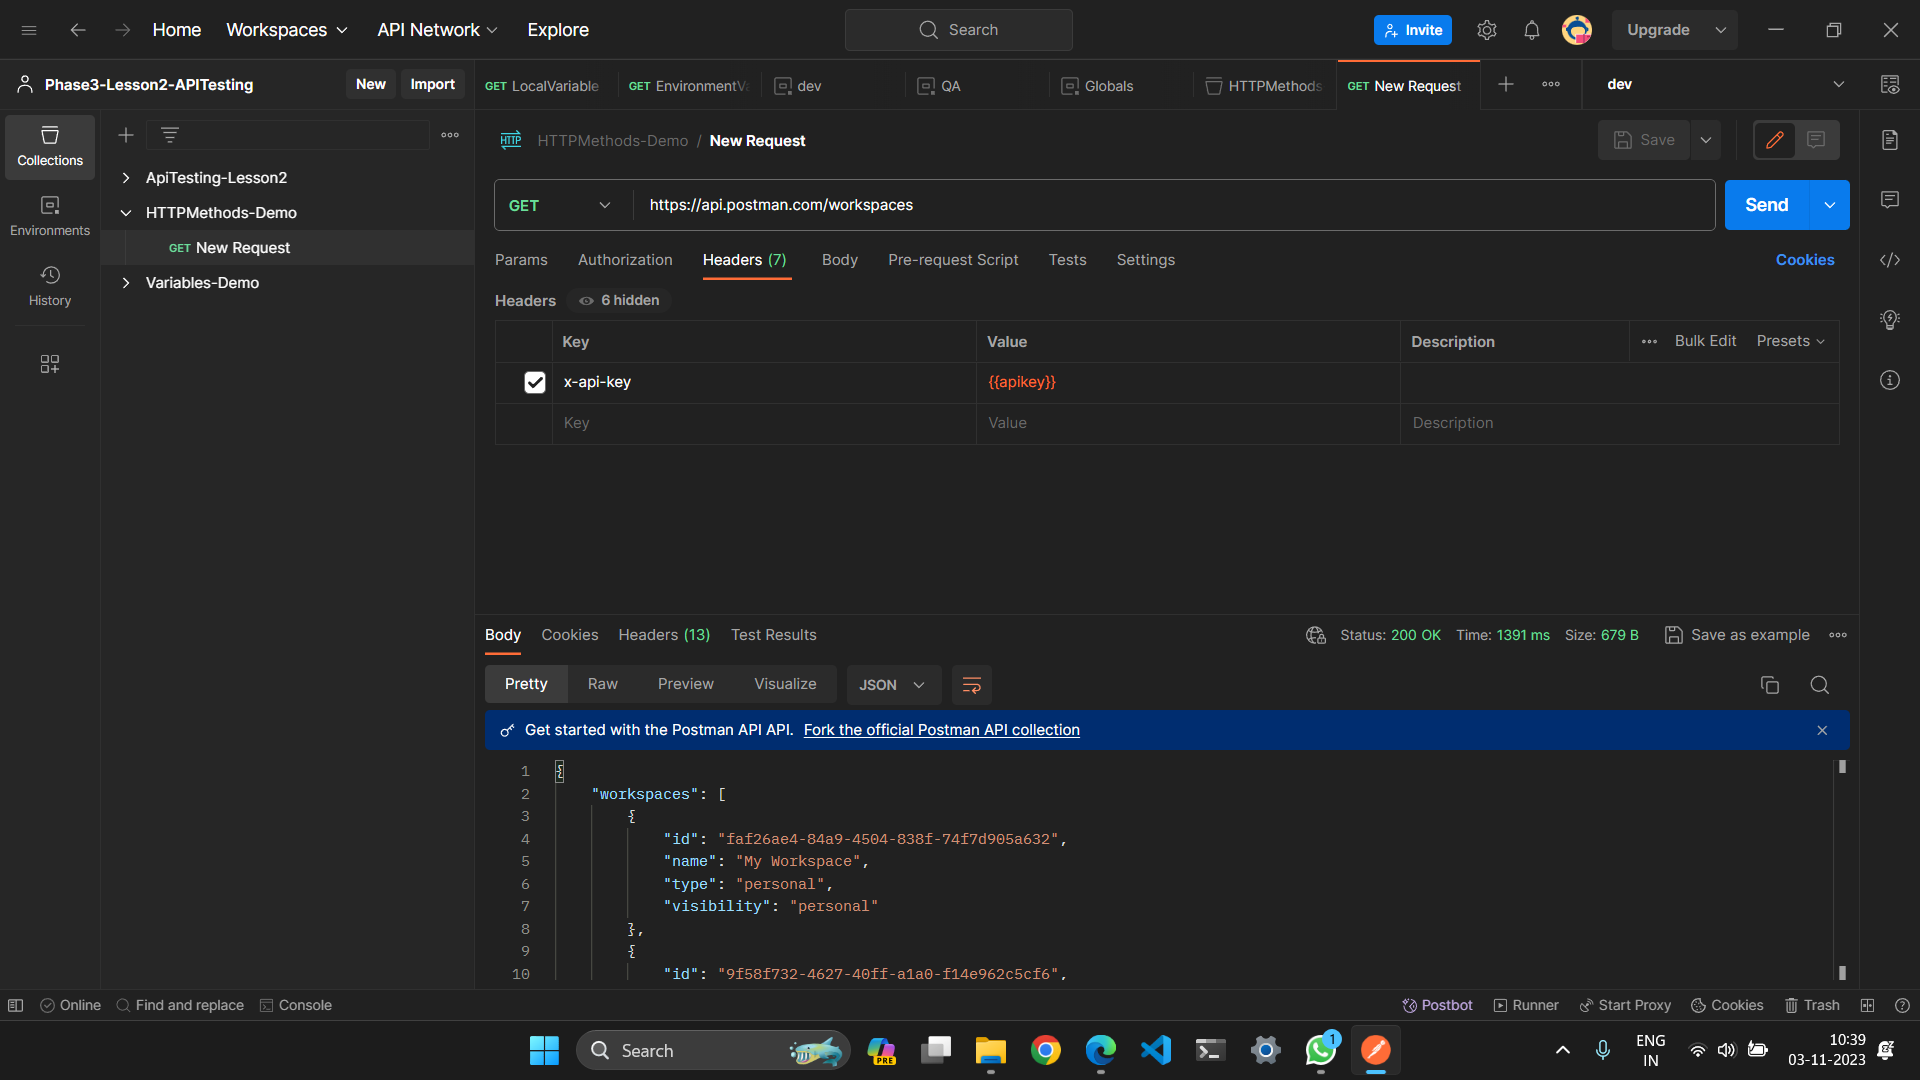 Home Workspaces API Network Explore Search Invite Upgrade
Phase3-Lesson2-APITesting New Import GET LocalVariable GET EnvironmentVa dev QA Globals HTTPMethods GET New Request dev
Collections
Environments
History
ApiTesting-Lesson2
HTTPMethods-Demo
GET New Request
Variables-Demo
HTTP HTTPMethods-Demo / New Request Save
GET https://api.postman.com/workspaces Send
Params Authorization Headers (7) Body Pre-request Script Tests Settings Cookies
Headers 6 hidden
Key Value Description Bulk Edit Presets
x-api-key {{apikey}}
Key Value Description
Body Cookies Headers (13) Test Results Status: 200 OK Time: 1391 ms Size: 679 B Save as example
Pretty Raw Preview Visualize JSON
Get started with the Postman API API. Fork the official Postman API collection
1 {
2 "workspaces": [
3 {
4 "id": "faf26ae4-84a9-4504-838f-74f7d905a632",
5 "name": "My Workspace",
6 "type": "personal",
7 "visibility": "personal"
8 },
9 {
10 "id": "9f58f732-4627-40ff-a1a0-f14e962c5cf6",
Online Find and replace Console Postbot Runner Start Proxy Cookies Trash
Search PRE 1 ENG IN 10:39 03-11-2023